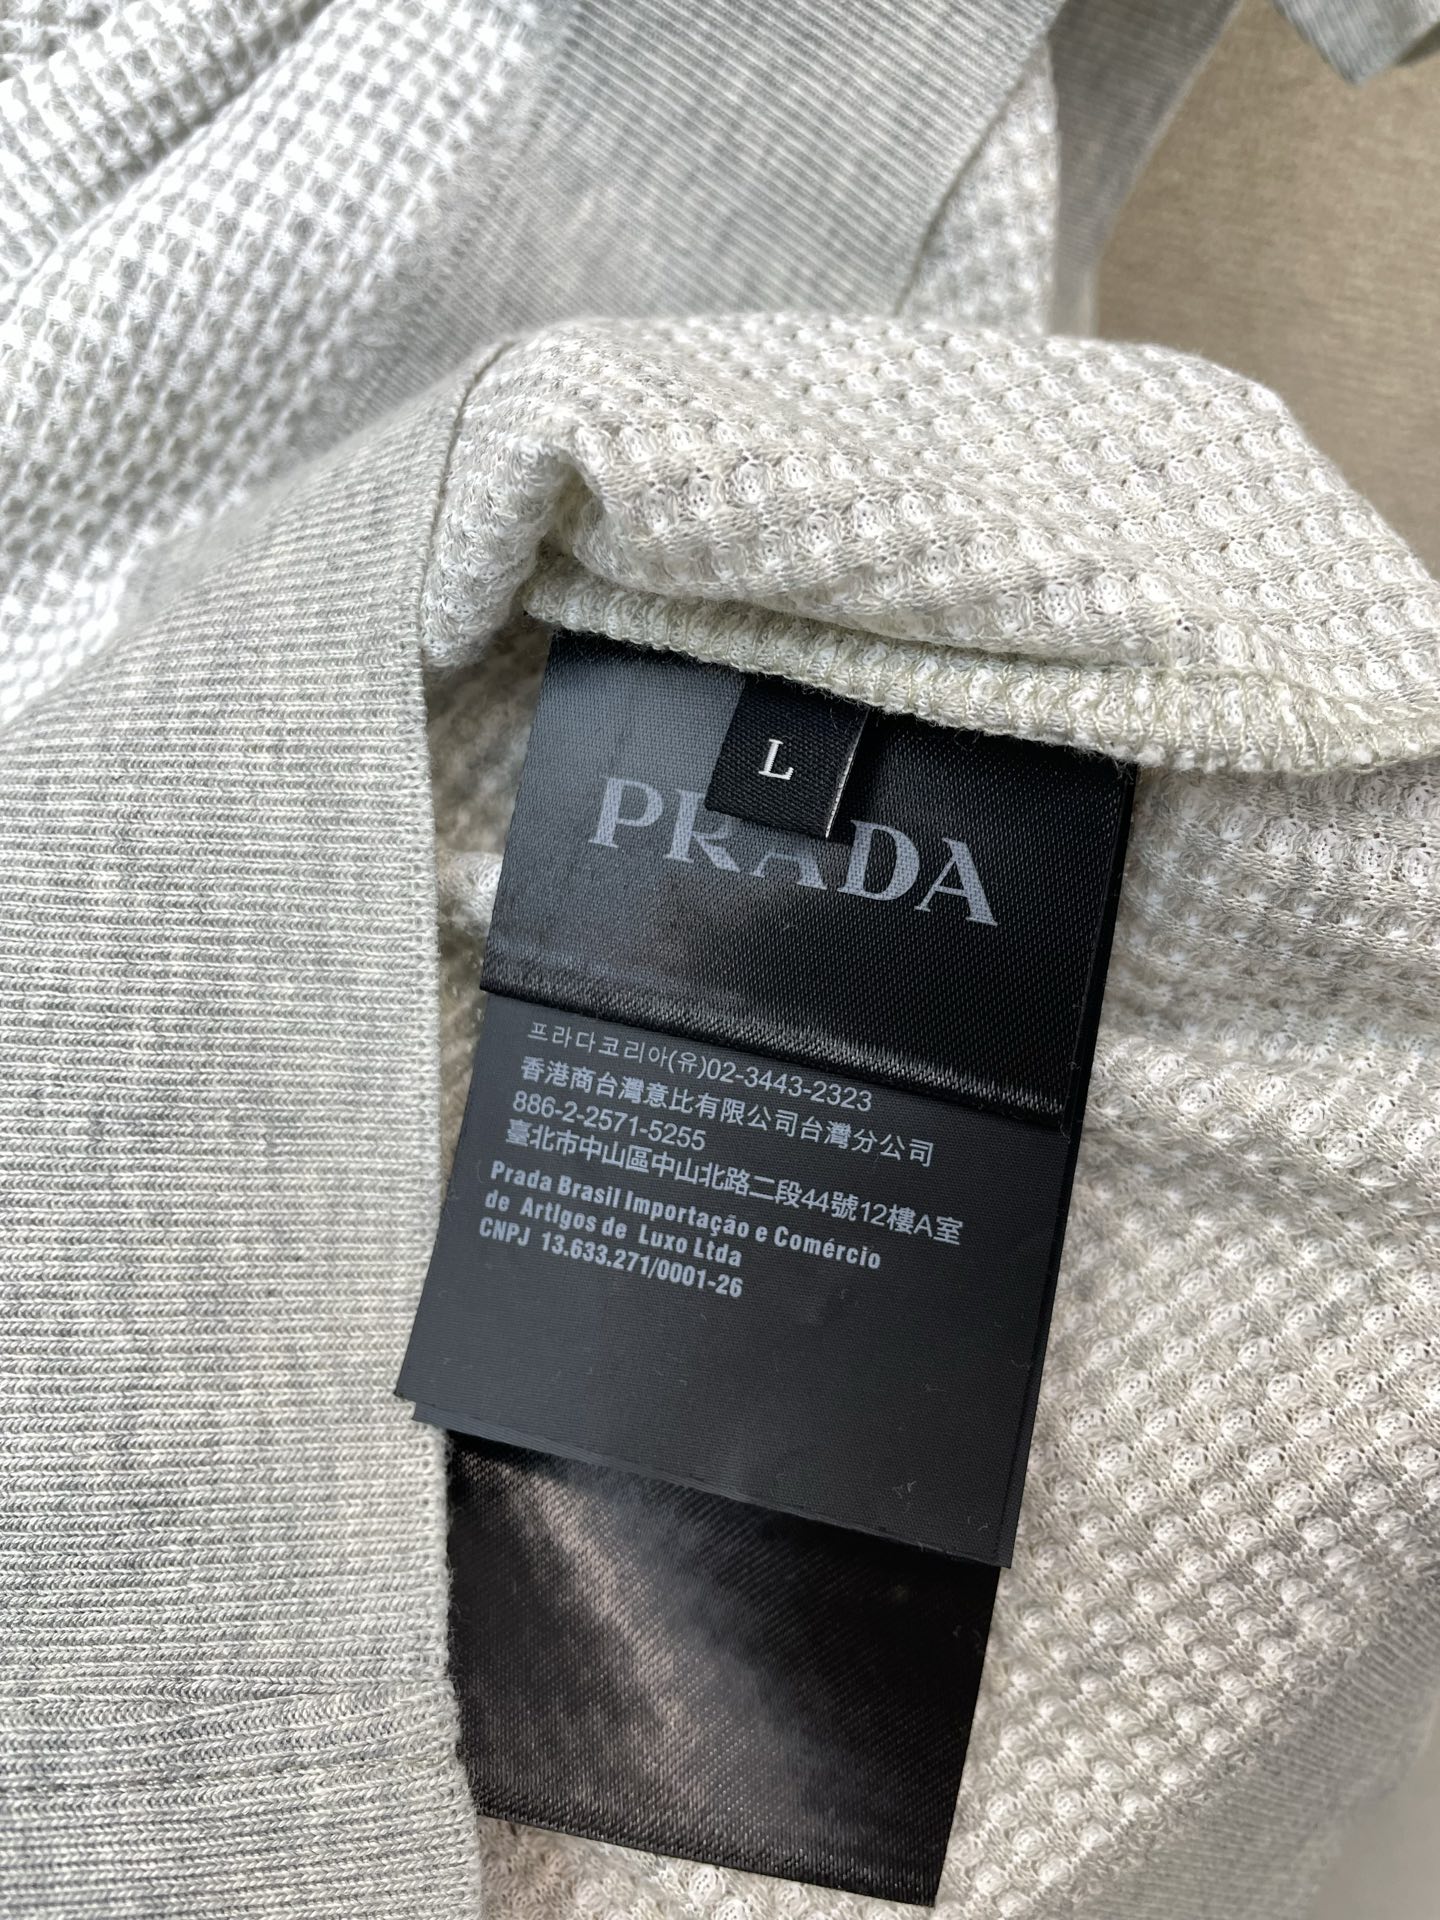 L
PRADA
프라다코리아(유)02-3443-2323
香港商台灣意比有限公司台灣分公司
886-2-2571-5255
臺北市中山區中山北路二段44號12樓A室
Prada Brasil Importação e Comércio
de Artigos de Luxo Ltda
CNPJ 13.633.271/0001-26